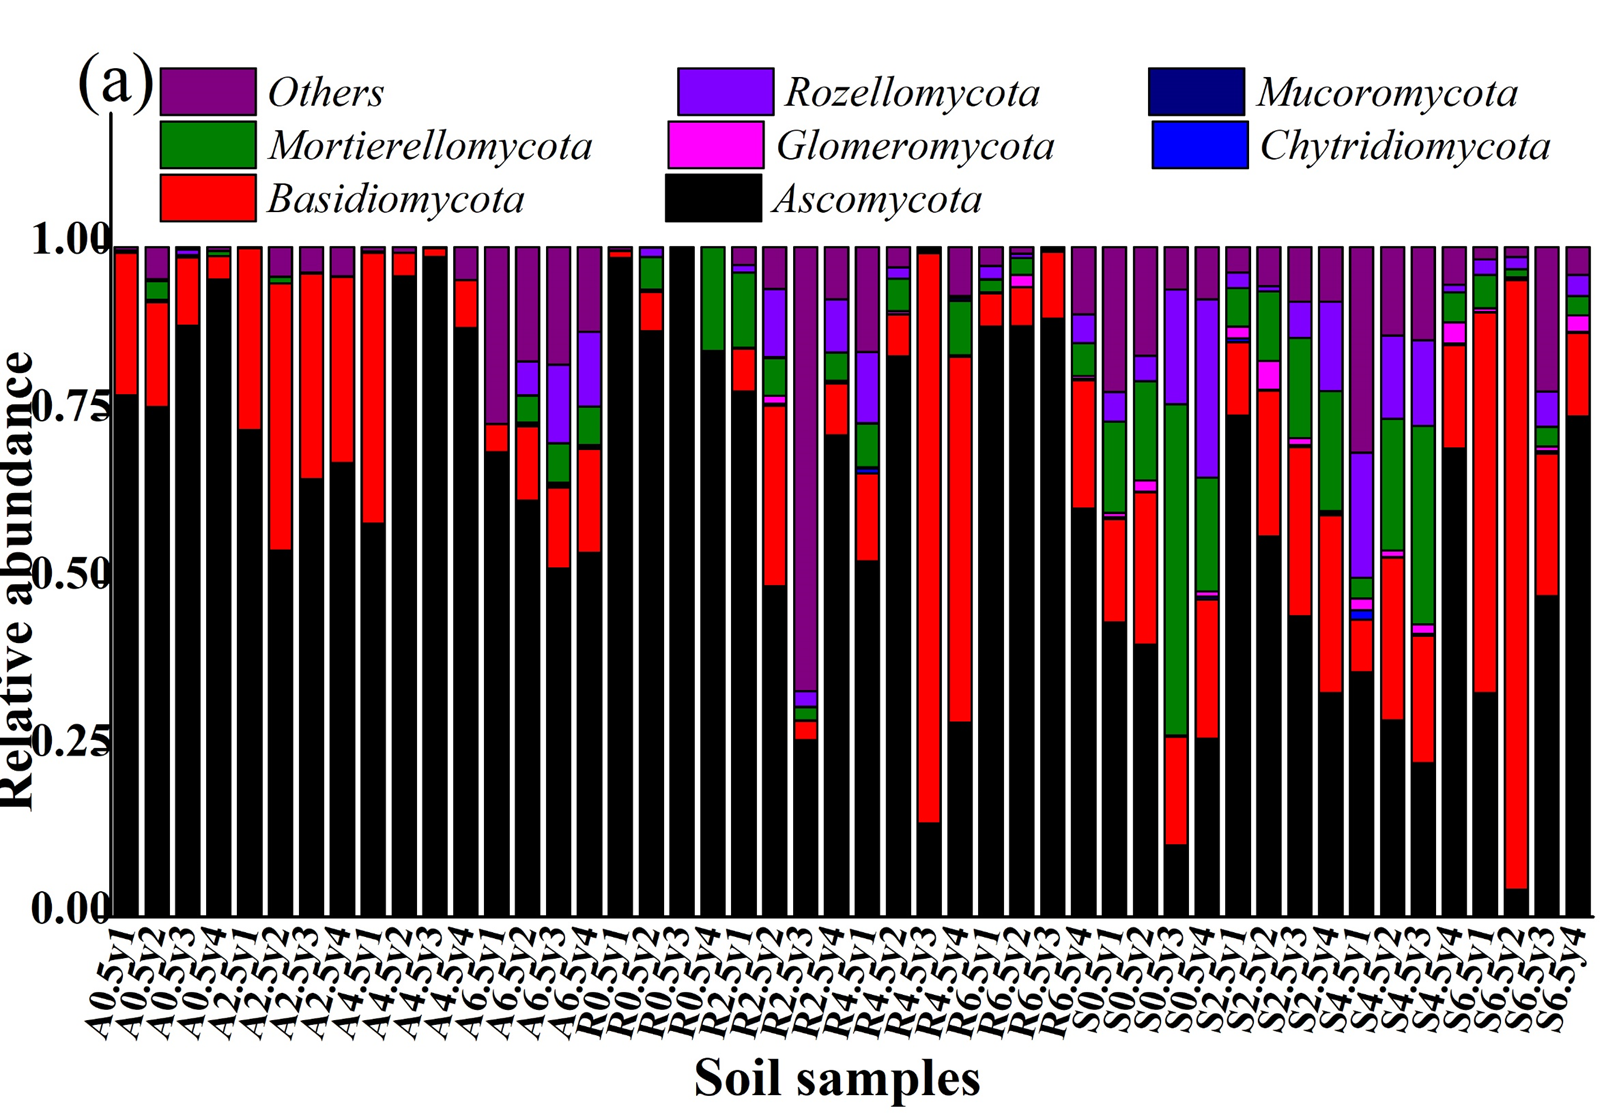 (a)
Others
Rozellomycota
Mucoromycota
Mortierellomycota
Glomeromycota
Chytridiomycota
Basidiomycota
Ascomycota
Relative abundance
1.00
0.75
0.50
0.25
0.00
A0.5y1
A0.5y2
A0.5y3
A0.5y4
A2.5y1
A2.5y2
A2.5y3
A2.5y4
A4.5y1
A4.5y2
A4.5y3
A4.5y4
A6.5y1
A6.5y2
A6.5y3
A6.5y4
R0.5y1
R0.5y2
R0.5y3
R0.5y4
R2.5y1
R2.5y2
R2.5y3
R2.5y4
R4.5y1
R4.5y2
R4.5y3
R4.5y4
R6.5y1
R6.5y2
R6.5y3
R6.5y4
S0.5y1
S0.5y2
S0.5y3
S0.5y4
S2.5y1
S2.5y2
S2.5y3
S2.5y4
S4.5y1
S4.5y2
S4.5y3
S4.5y4
S6.5y1
S6.5y2
S6.5y3
S6.5y4
Soil samples